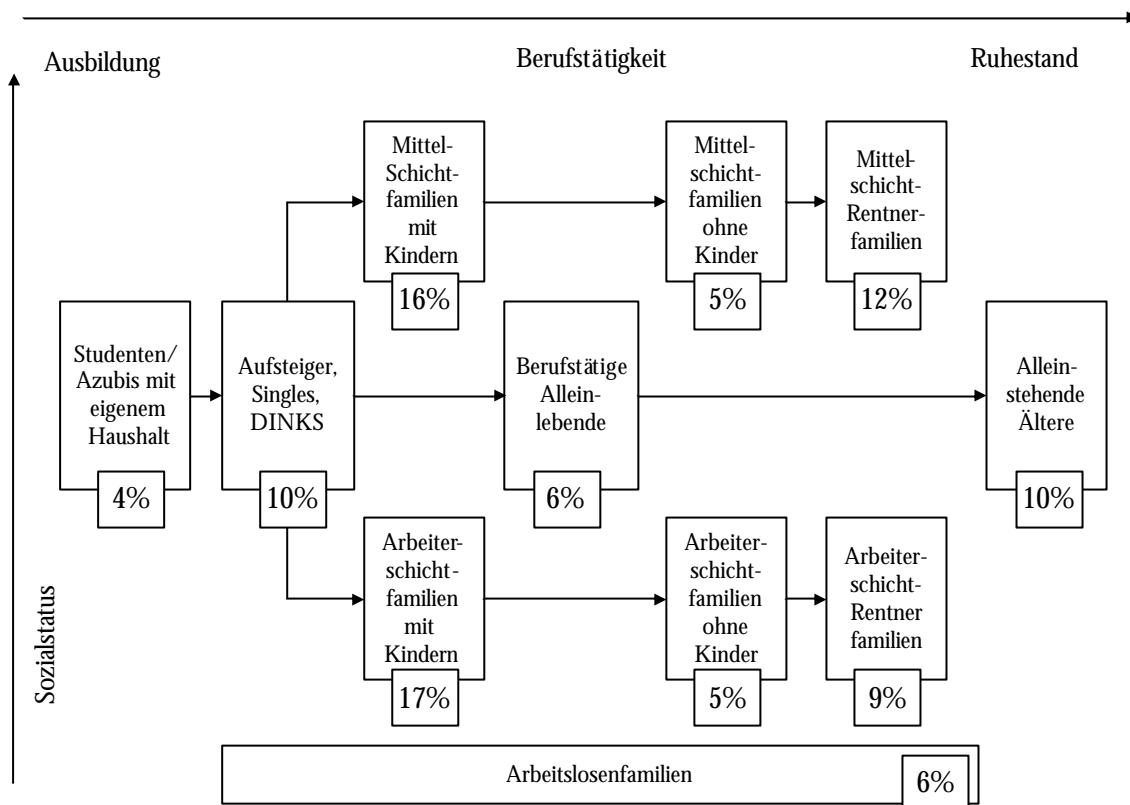 Ausbildung
Berufstätigkeit
Ruhestand
Mittel-
Schicht-
familien
mit
Kindern
16%
Mittel-
schicht-
familien
ohne
Kinder
5%
Mittel
schicht-
Rentner-
familien
12%
Studenten/
Azubis mit
eigenem
Haushalt
4%
Aufsteiger,
Singles,
DINKS
10%
Berufstätige
Allein-
lebende
6%
Allein-
stehende
Ältere
10%
Arbeiter-
schicht-
familien
mit
Kindern
17%
Arbeiter-
schicht-
familien
ohne
Kinder
5%
Arbeiter-
schicht-
Rentner
familien
9%
Sozialstatus
Arbeitslosenfamilien
6%